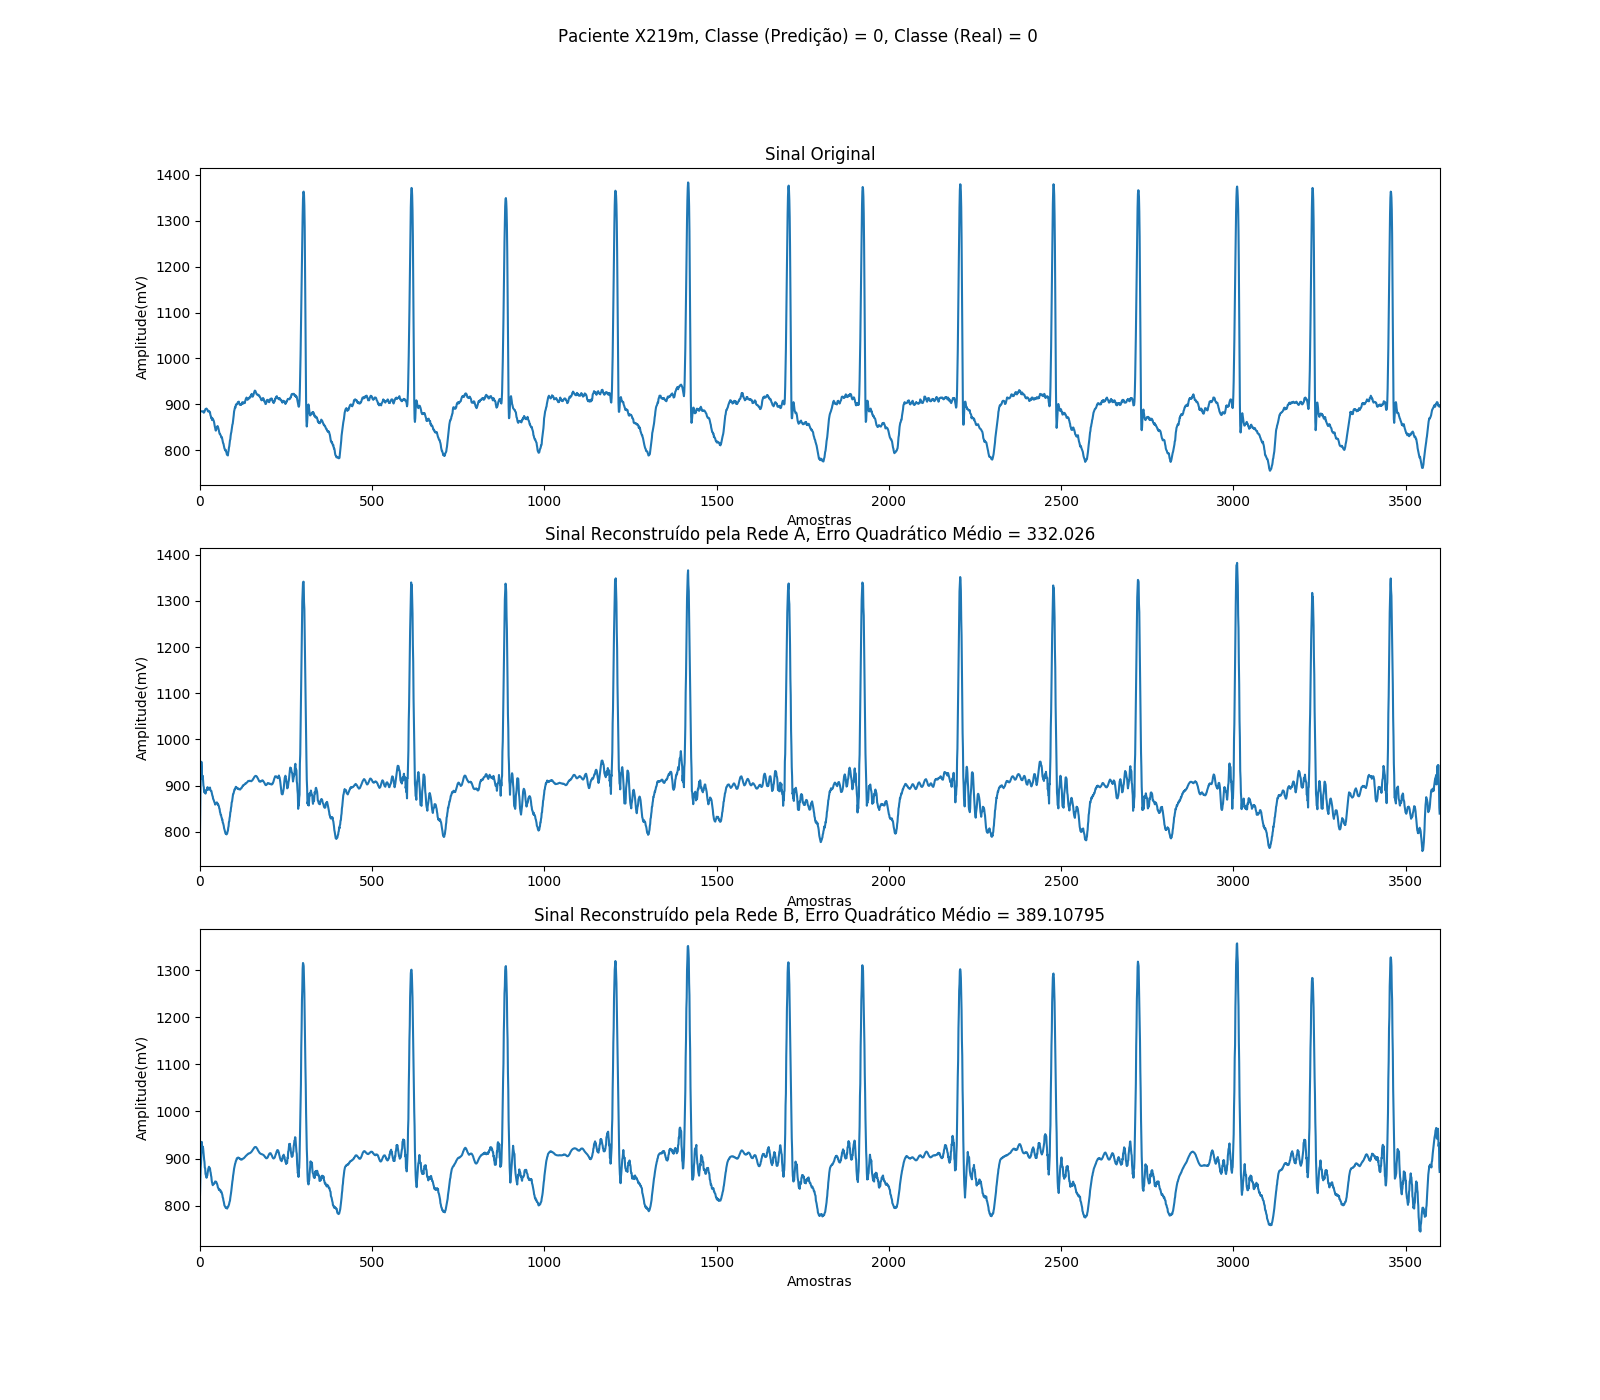 Paciente X219m, Classe (Predição) = 0, Classe (Real) = 0
Sinal Original
1400
1300
1200
1100
1000
900
800
Amplitude(mV)
0 500 1000 1500 2000 2500 3000 3500
Amostras
Sinal Reconstruído pela Rede A, Erro Quadrático Médio = 332.026
1400
1300
1200
1100
1000
900
800
Amplitude(mV)
0 500 1000 1500 2000 2500 3000 3500
Amostras
Sinal Reconstruído pela Rede B, Erro Quadrático Médio = 389.10795
1300
1200
1100
1000
900
800
Amplitude(mV)
0 500 1000 1500 2000 2500 3000 3500
Amostras